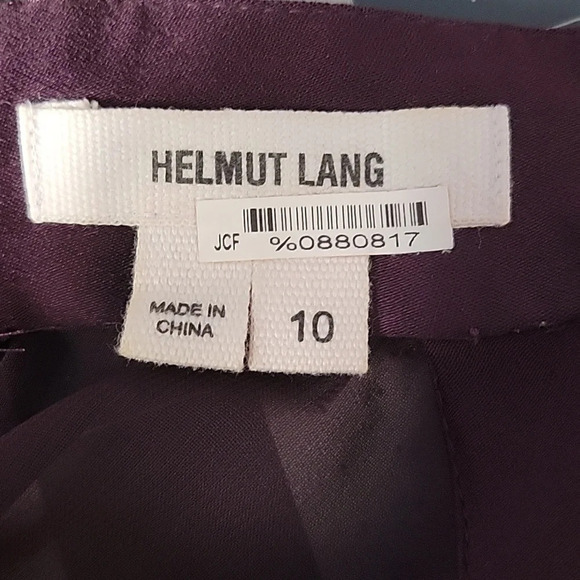 HELMUT LANG
JCF %0880817
MADE IN
CHINA
10